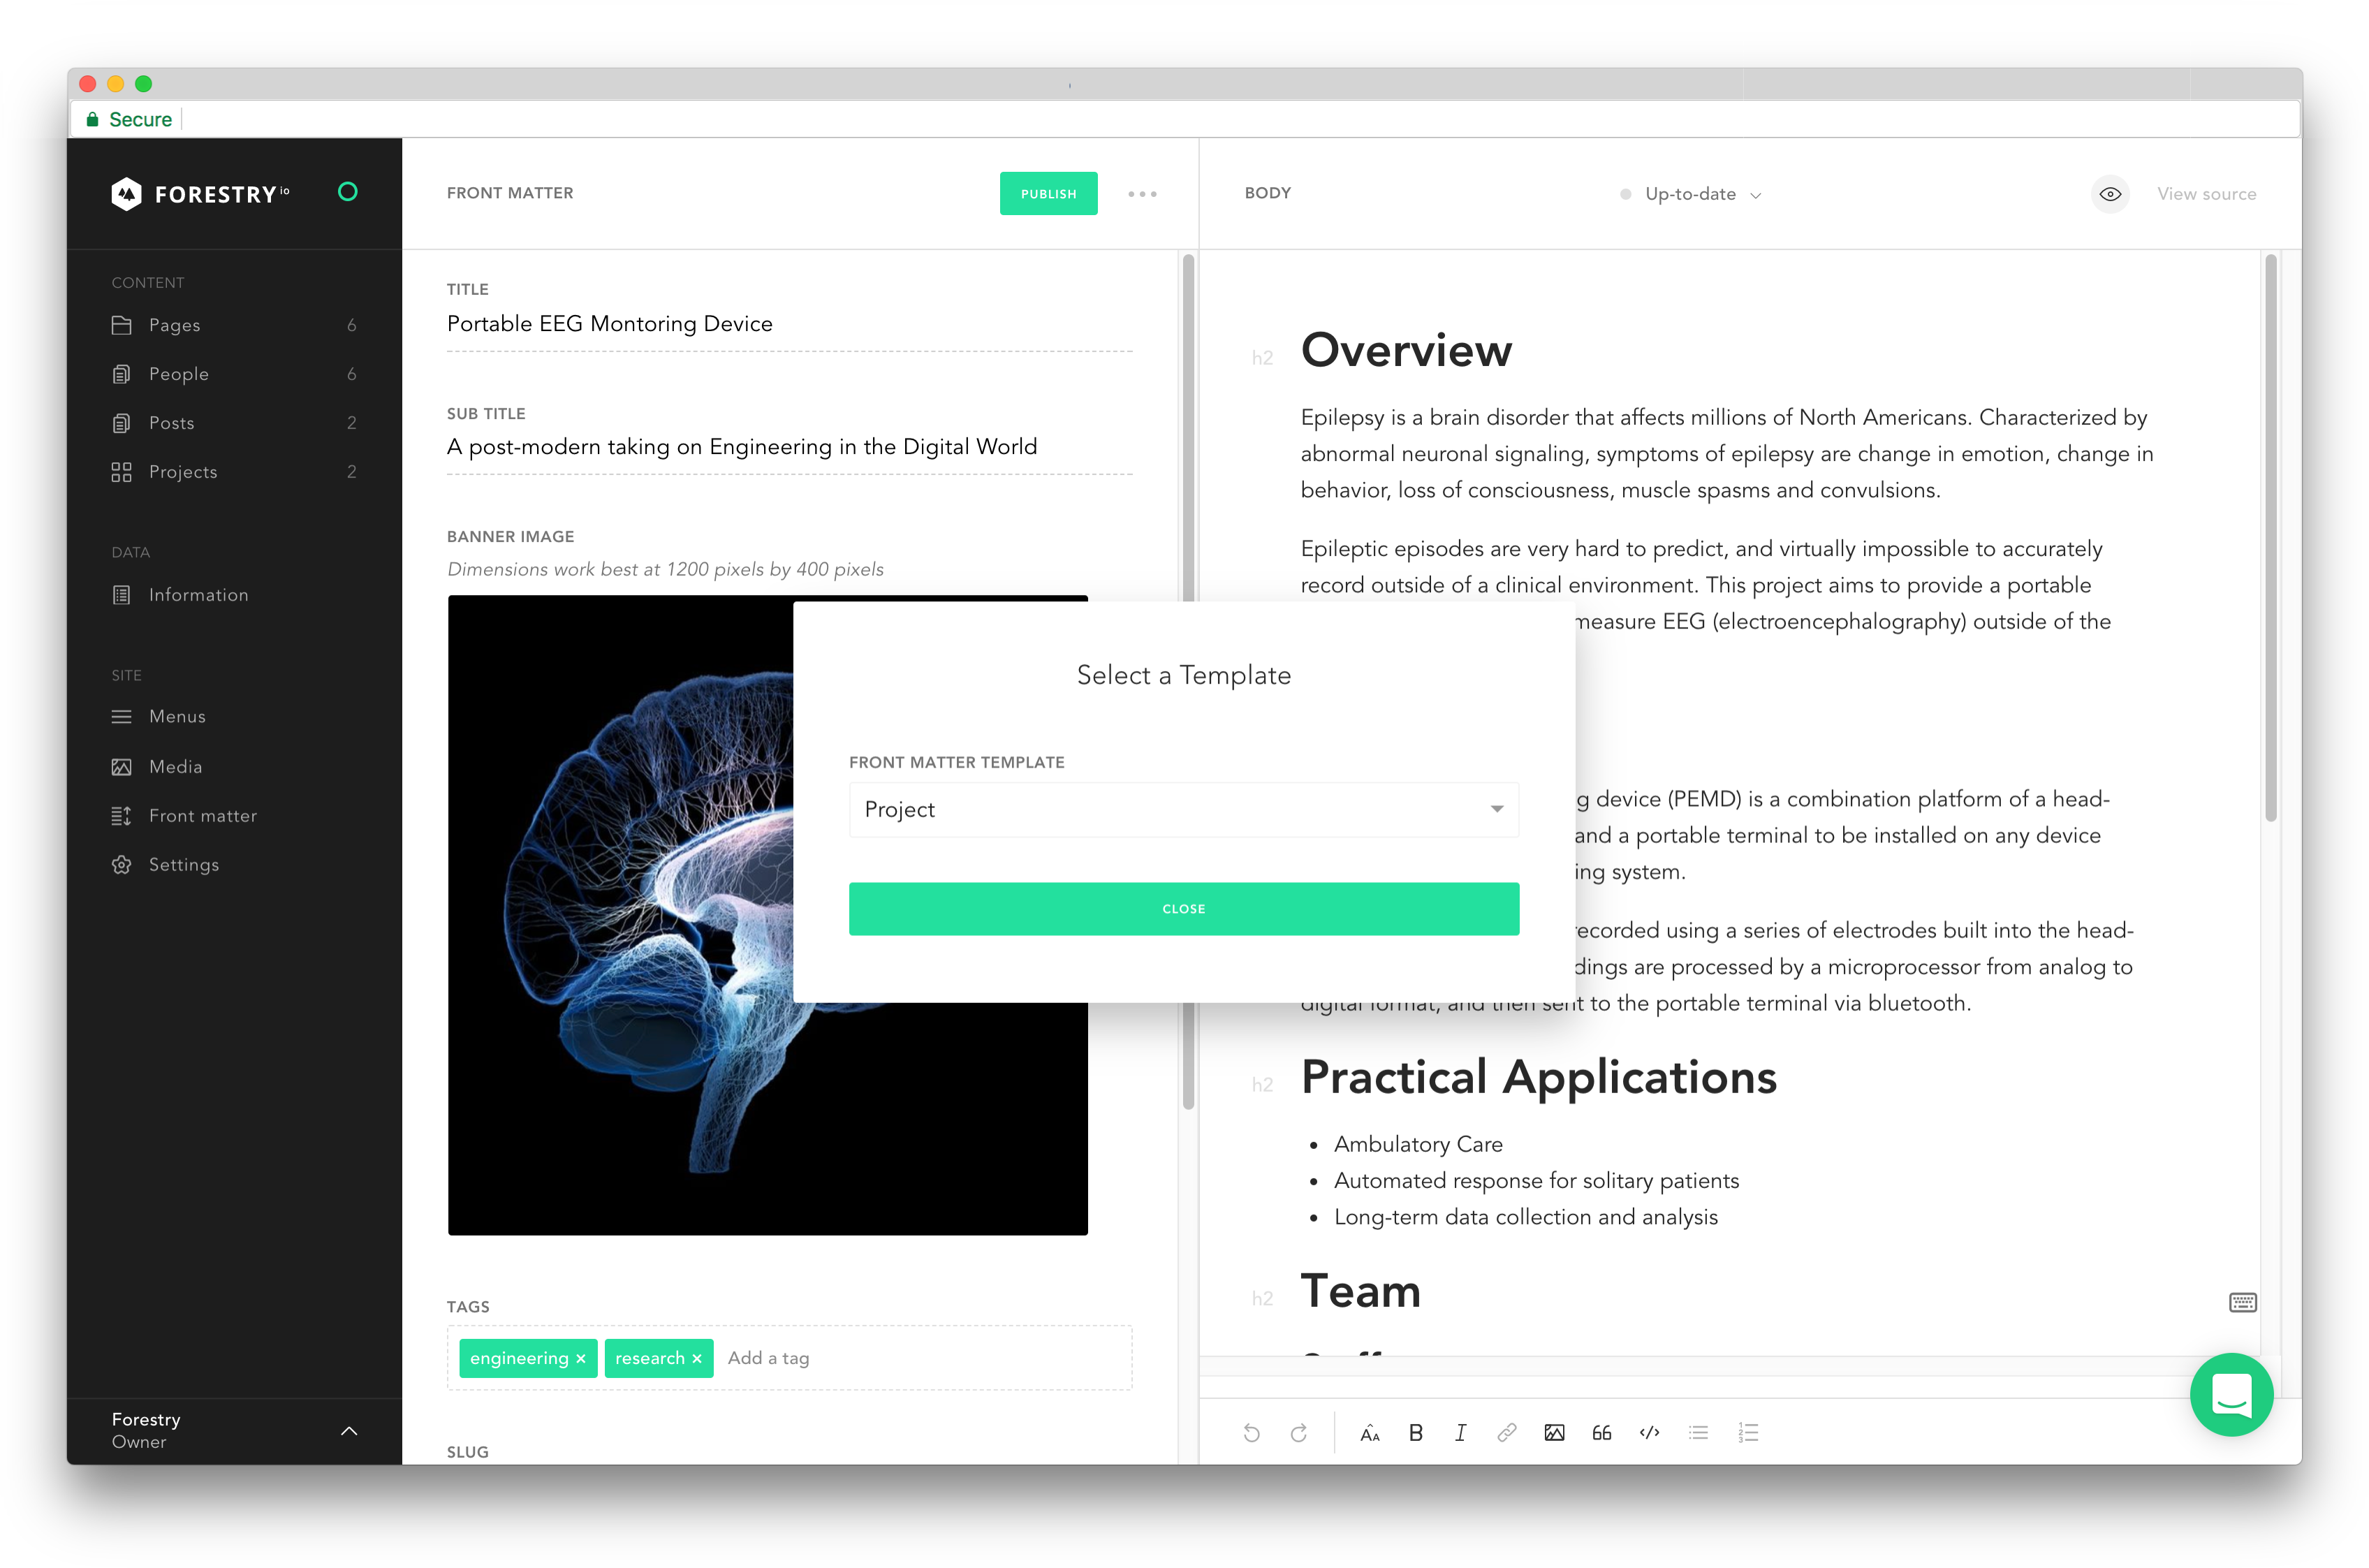 Secure
FORESTRY io
CONTENT
Pages 6
People 6
Posts 2
Projects 2
DATA
Information
SITE
Menus
Media
Front matter
Settings
Forestry
Owner
FRONT MATTER
PUBLISH
TITLE
Portable EEG Montoring Device
SUB TITLE
A post-modern taking on Engineering in the Digital World
BANNER IMAGE
Dimensions work best at 1200 pixels by 400 pixels
TAGS
engineering × research × Add a tag
SLUG
Select a Template
FRONT MATTER TEMPLATE
Project
CLOSE
BODY
Up-to-date
View source
h2 Overview
Epilepsy is a brain disorder that affects millions of North Americans. Characterized by
abnormal neuronal signaling, symptoms of epilepsy are change in emotion, change in
behavior, loss of consciousness, muscle spasms and convulsions.
Epileptic episodes are very hard to predict, and virtually impossible to accurately
record outside of a clinical environment. This project aims to provide a portable
measure EEG (electroencephalography) outside of the
g device (PEMD) is a combination platform of a head-
and a portable terminal to be installed on any device
ing system.
recorded using a series of electrodes built into the head-
dings are processed by a microprocessor from analog to
digital format, and then sent to the portable terminal via bluetooth.
h2 Practical Applications
• Ambulatory Care
• Automated response for solitary patients
• Long-term data collection and analysis
h2 Team